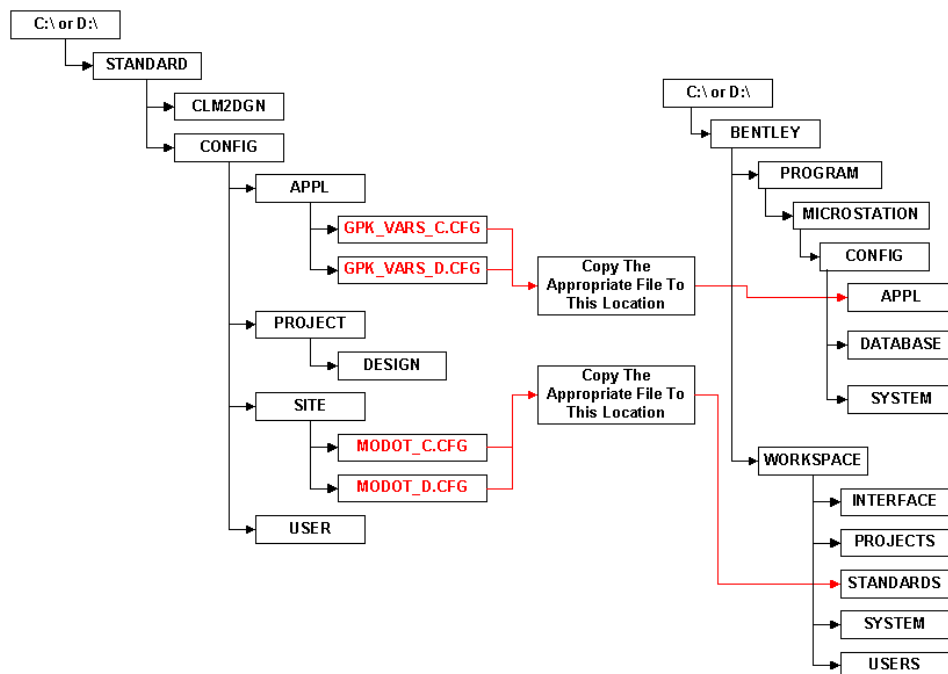 C:\ or D:\
STANDARD
CLM2DGN
CONFIG
APPL
GPK_VARS_C.CFG
GPK_VARS_D.CFG
PROJECT
DESIGN
SITE
MODOT_C.CFG
MODOT_D.CFG
USER
Copy The
Appropriate File To
This Location
Copy The
Appropriate File To
This Location
C:\ or D:\
BENTLEY
PROGRAM
MICROSTATION
CONFIG
APPL
DATABASE
SYSTEM
WORKSPACE
INTERFACE
PROJECTS
STANDARDS
SYSTEM
USERS